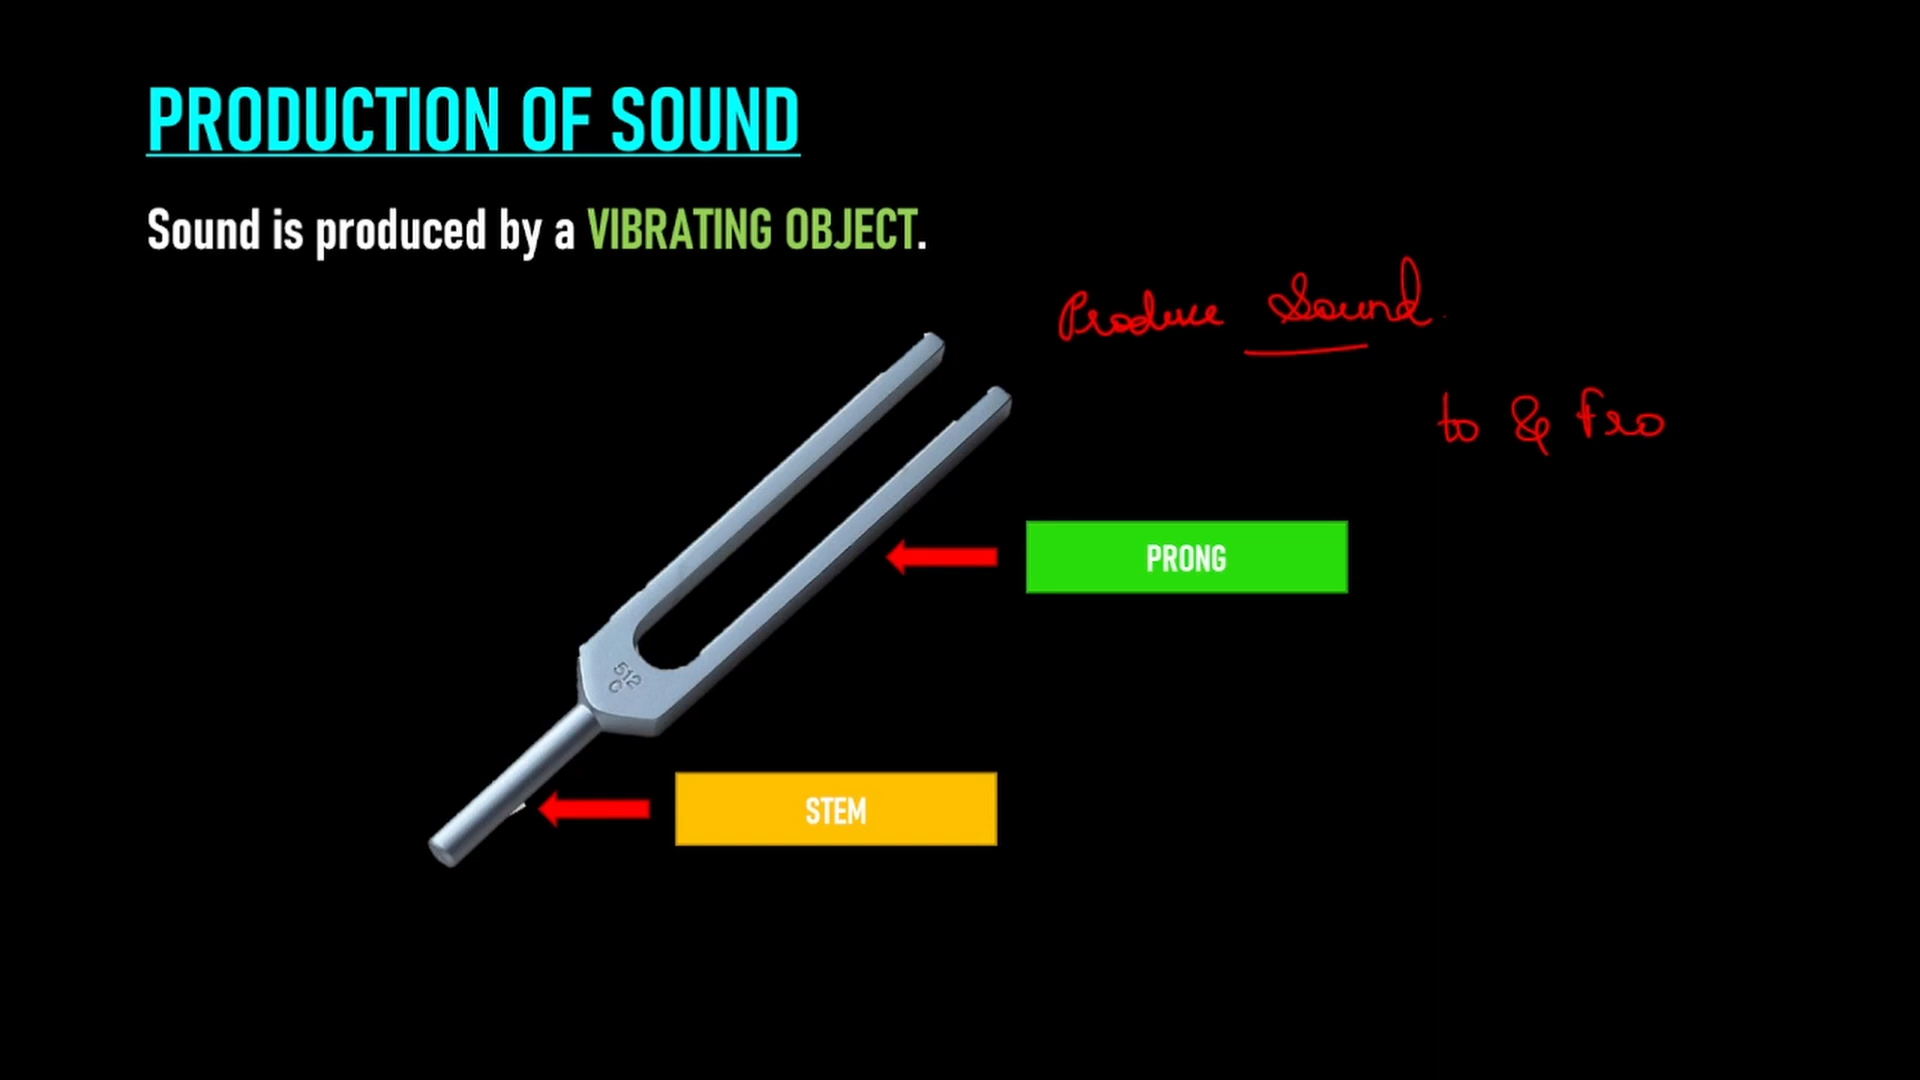 PRODUCTION OF SOUND
Sound is produced by a VIBRATING OBJECT.
Produce Sound.
to & fro
PRONG
512
C
STEM